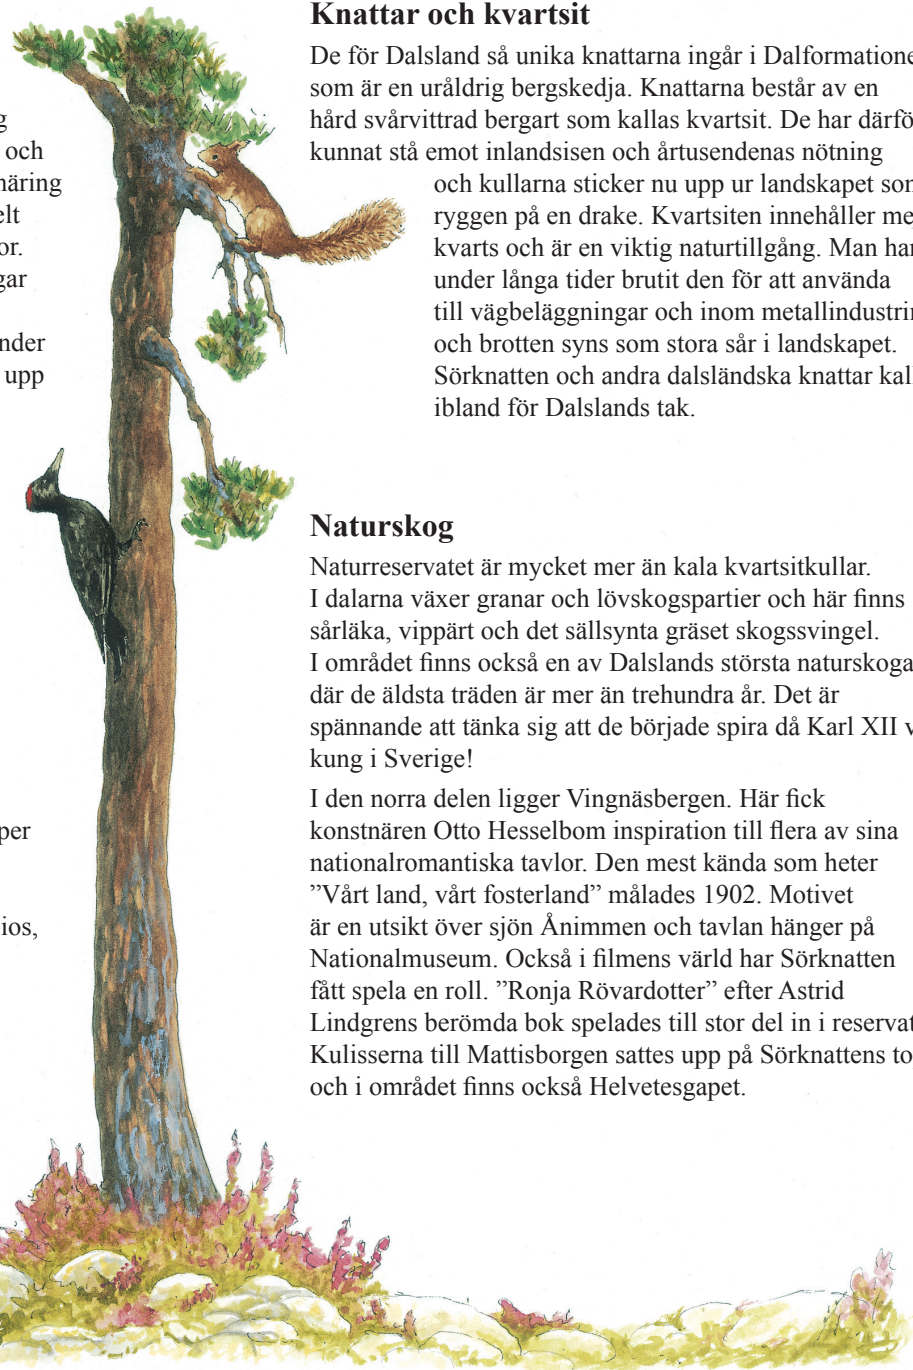 och
näring
elt
or.
gar
nder
upp
per
ios,
Knattar och kvartsit
De för Dalsland så unika knattarna ingår i Dalformatione
som är en uråldrig bergskedja. Knattarna består av en
hård svårvittrad bergart som kallas kvartsit. De har därfö
kunnat stå emot inlandsisen och årtusendenas nötning
och kullarna sticker nu upp ur landskapet som
ryggen på en drake. Kvartsiten innehåller me
kvarts och är en viktig naturtillgång. Man har
under långa tider brutit den för att använda
till vägbeläggningar och inom metallindustrin
och brotten syns som stora sår i landskapet.
Sörknatten och andra dalsländska knattar kall
ibland för Dalslands tak.
Naturskog
Naturreservatet är mycket mer än kala kvartsitkullar.
I dalarna växer granar och lövskogspartier och här finns
sårläka, vippärt och det sällsynta gräset skogssvingel.
I området finns också en av Dalslands största naturskoga
där de äldsta träden är mer än trehundra år. Det är
spännande att tänka sig att de började spira då Karl XII v
kung i Sverige!
I den norra delen ligger Vingnäsbergen. Här fick
konstnären Otto Hesselbom inspiration till flera av sina
nationalromantiska tavlor. Den mest kända som heter
”Vårt land, vårt fosterland” målades 1902. Motivet
är en utsikt över sjön Ånimmen och tavlan hänger på
Nationalmuseum. Också i filmens värld har Sörknatten
fått spela en roll. ”Ronja Rövardotter” efter Astrid
Lindgrens berömda bok spelades till stor del in i reservat
Kulisserna till Mattisborgen sattes upp på Sörknattens to
och i området finns också Helvetesgapet.